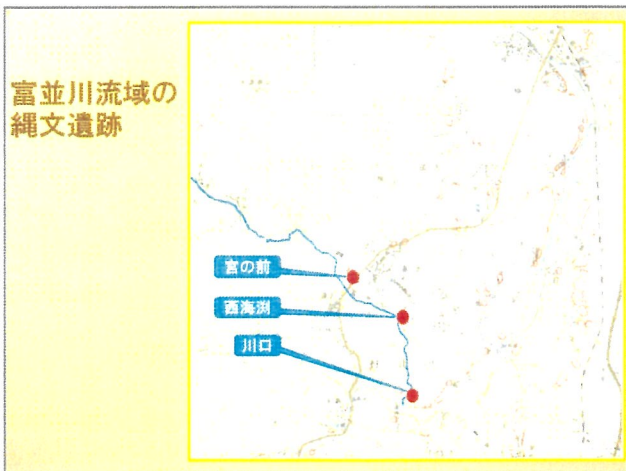 富並川流域の
縄文遺跡
宮の前
西海渕
川口